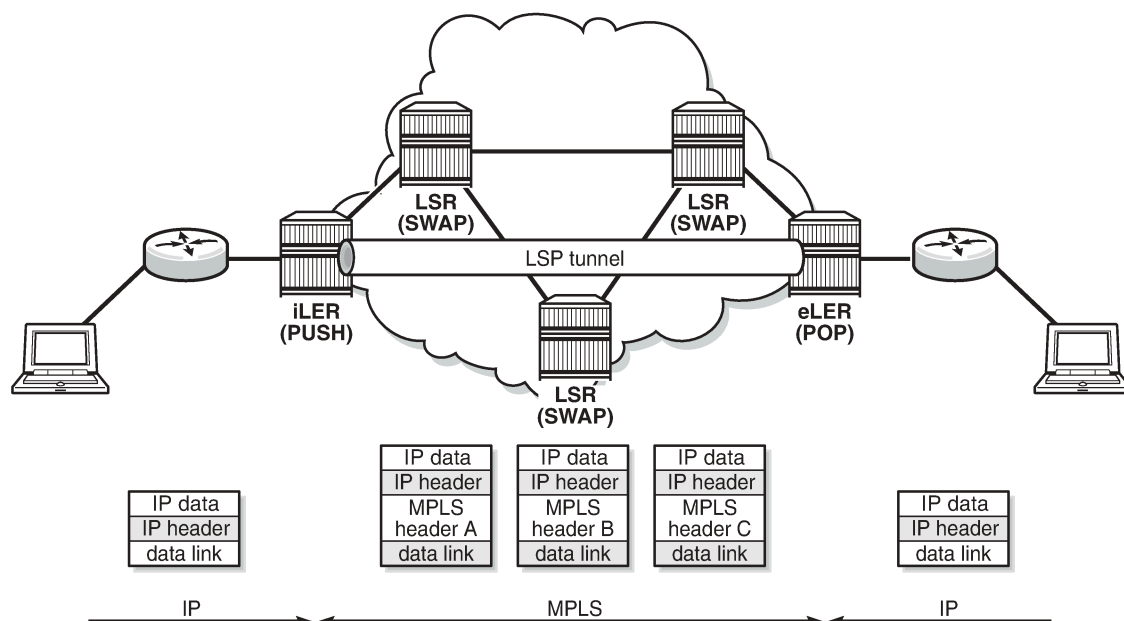 LSR
(SWAP)
LSR
(SWAP)
LSP tunnel
iLER
(PUSH)
eLER
(POP)
LSR
(SWAP)
IP data
IP header
data link
IP data
IP header
MPLS
header A
data link
IP data
IP header
MPLS
header B
data link
IP data
IP header
MPLS
header C
data link
IP data
IP header
data link
IP
MPLS
IP